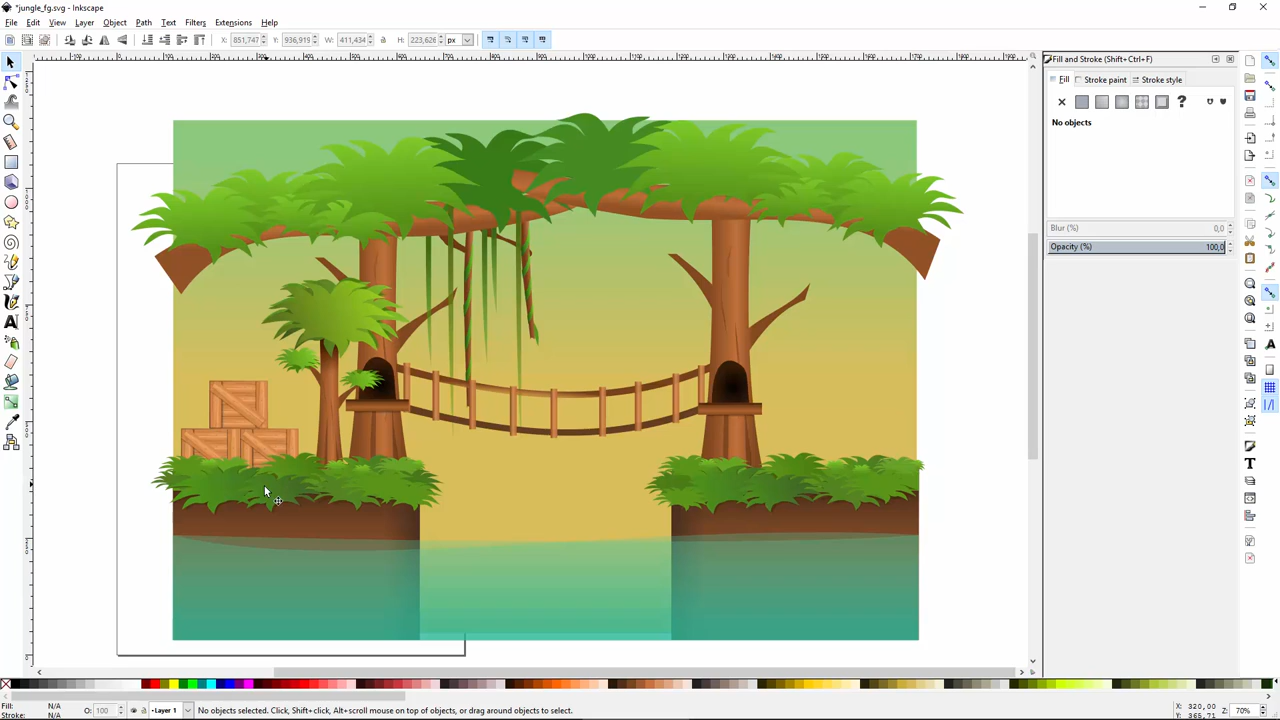 *jungle_fg.svg - Inkscape
File Edit View Layer Object Path Text Filters Extensions Help
X: 851,747 Y: 936,919 W: 411,434 H: 223,626 px
Fill and Stroke (Shift+Ctrl+F)
Fill Stroke paint Stroke style
?
No objects
Blur (%) 0,0
Opacity (%) 100,0
Fill: N/A
Stroke: N/A
O: 100
Layer 1
No objects selected. Click, Shift+click, Alt+scroll mouse on top of objects, or drag around objects to select.
X: 320,00
Y: 365,71
Z: 70%